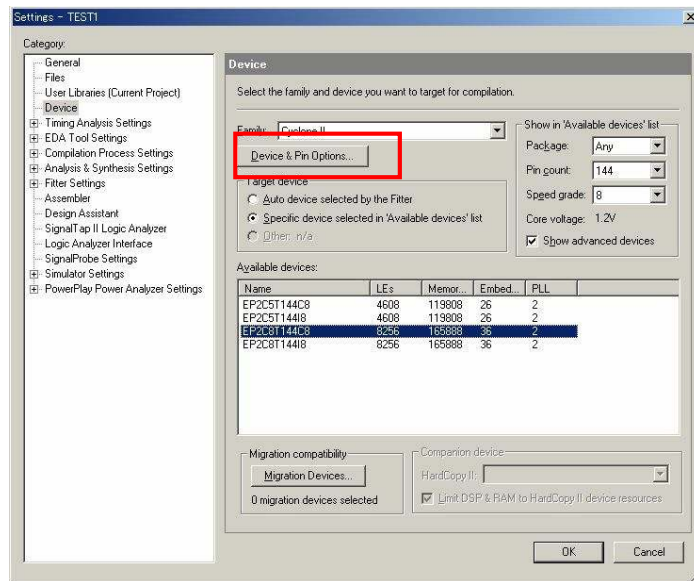 Settings - TEST1
Category:
General
Files
User Libraries (Current Project)
Device
Timing Analysis Settings
EDA Tool Settings
Compilation Process Settings
Analysis & Synthesis Settings
Fitter Settings
Assembler
Design Assistant
SignalTap II Logic Analyzer
Logic Analyzer Interface
SignalProbe Settings
Simulator Settings
PowerPlay Power Analyzer Settings
Device
Select the family and device you want to target for compilation.
Family: Cyclone II
Device & Pin Options...
Target device
Auto device selected by the Fitter
Specific device selected in 'Available devices' list
Other: n/a
Show in 'Available devices' list
Package: Any
Pin count: 144
Speed grade: 8
Core voltage: 1.2V
Show advanced devices
Available devices:
Name LEs Memor... Embed... PLL
EP2C5T144C8 4608 119808 26 2
EP2C5T144I8 4608 119808 26 2
EP2C8T144C8 8256 165888 36 2
EP2C8T144I8 8256 165888 36 2
Migration compatibility
Migration Devices...
0 migration devices selected
Companion device
HardCopy II:
Limit DSP & RAM to HardCopy II device resources
OK Cancel